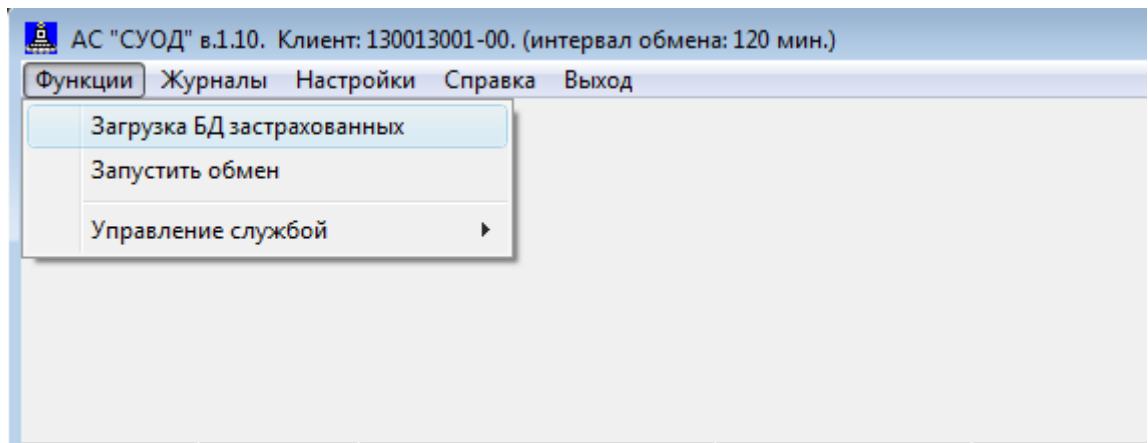 АС "СУОД" в.1.10. Клиент: 130013001-00. (интервал обмена: 120 мин.)
Функции Журналы Настройки Справка Выход
Загрузка БД застрахованных
Запустить обмен
Управление службой